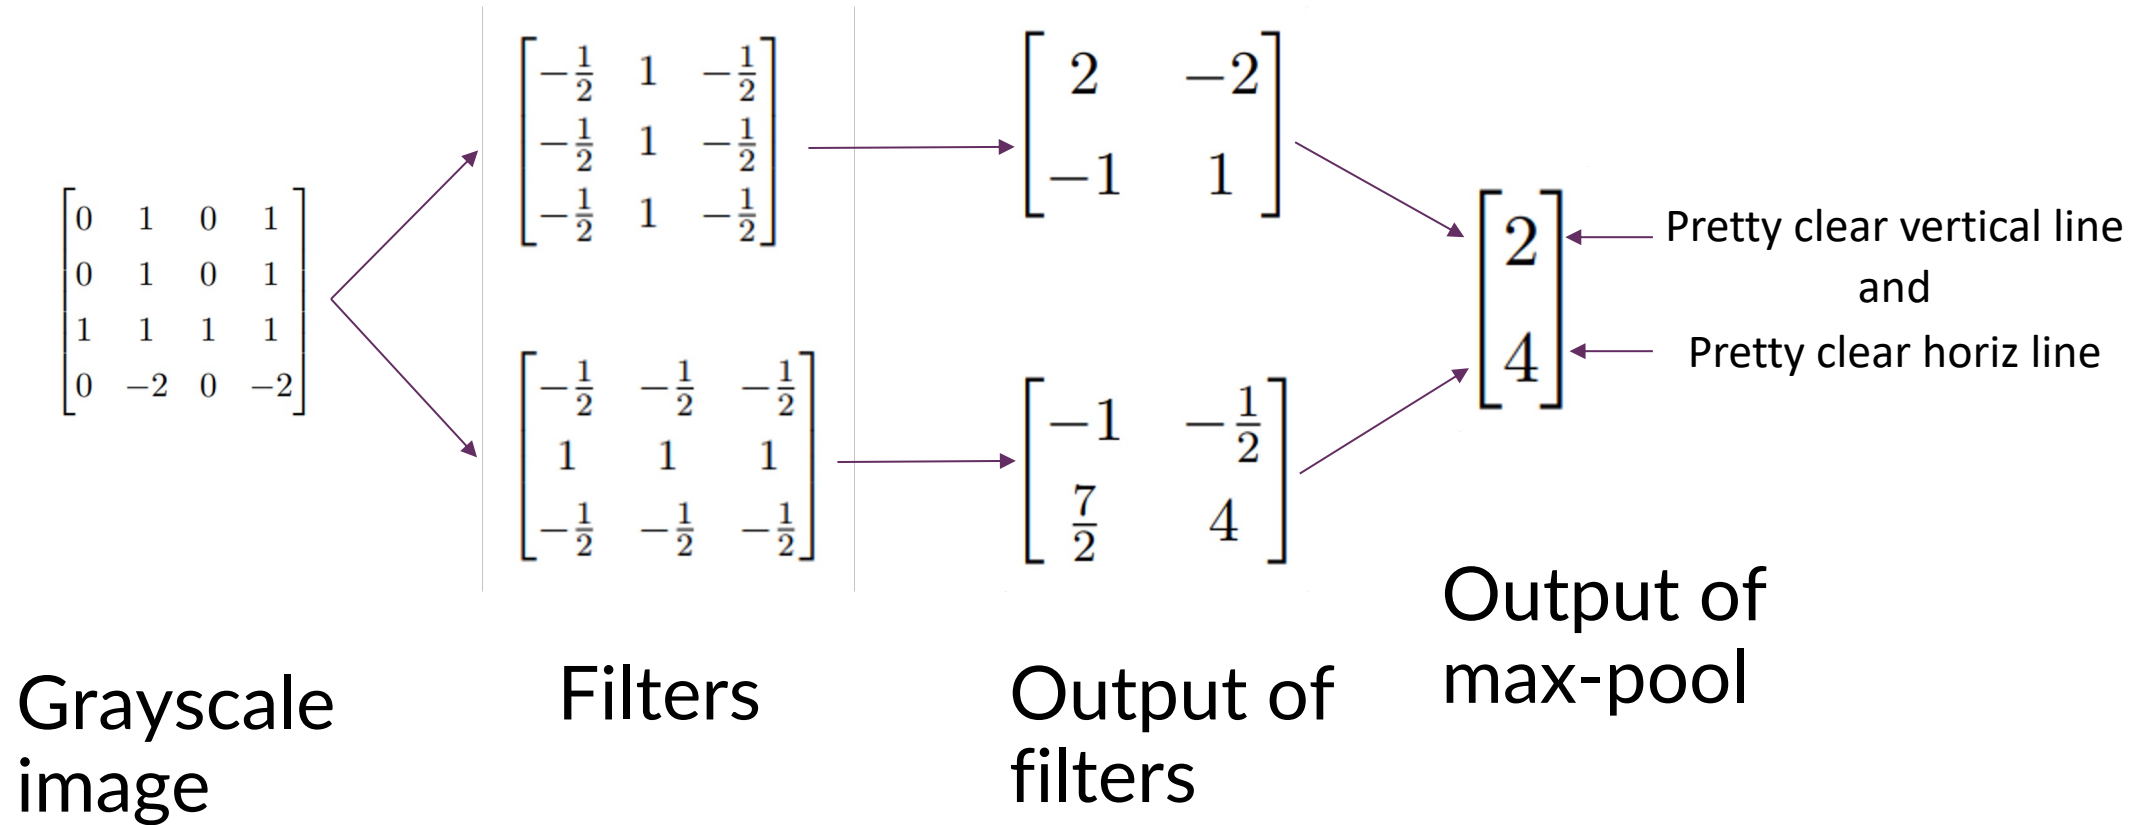 0 1 0 1
0 1 0 1
1 1 1 1
0 −2 0 −2
−1/2 1 −1/2
−1/2 1 −1/2
−1/2 1 −1/2
−1/2 −1/2 −1/2
1 1 1
−1/2 −1/2 −1/2
2 −2
−1 1
−1 −1/2
7/2 4
2
4
Pretty clear vertical line
and
Pretty clear horiz line
Grayscale
image
Filters
Output of
filters
Output of
max-pool